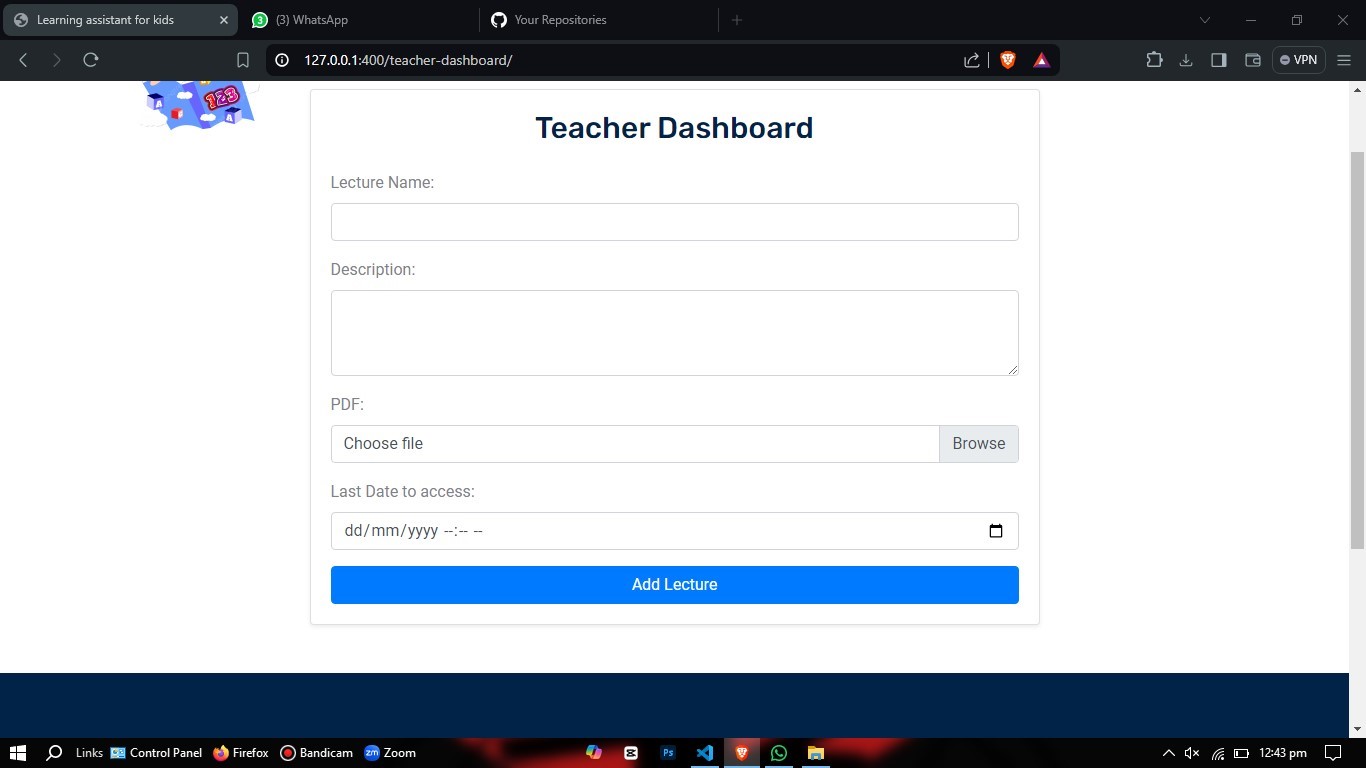 Learning assistant for kids
3 (3) WhatsApp
Your Repositories
127.0.0.1:400/teacher-dashboard/
VPN
A 123 A
Teacher Dashboard
Lecture Name:
Description:
PDF:
Choose file Browse
Last Date to access:
dd/mm/yyyy --:-- --
Add Lecture
Links Control Panel Firefox Bandicam zm Zoom Ps 12:43 pm